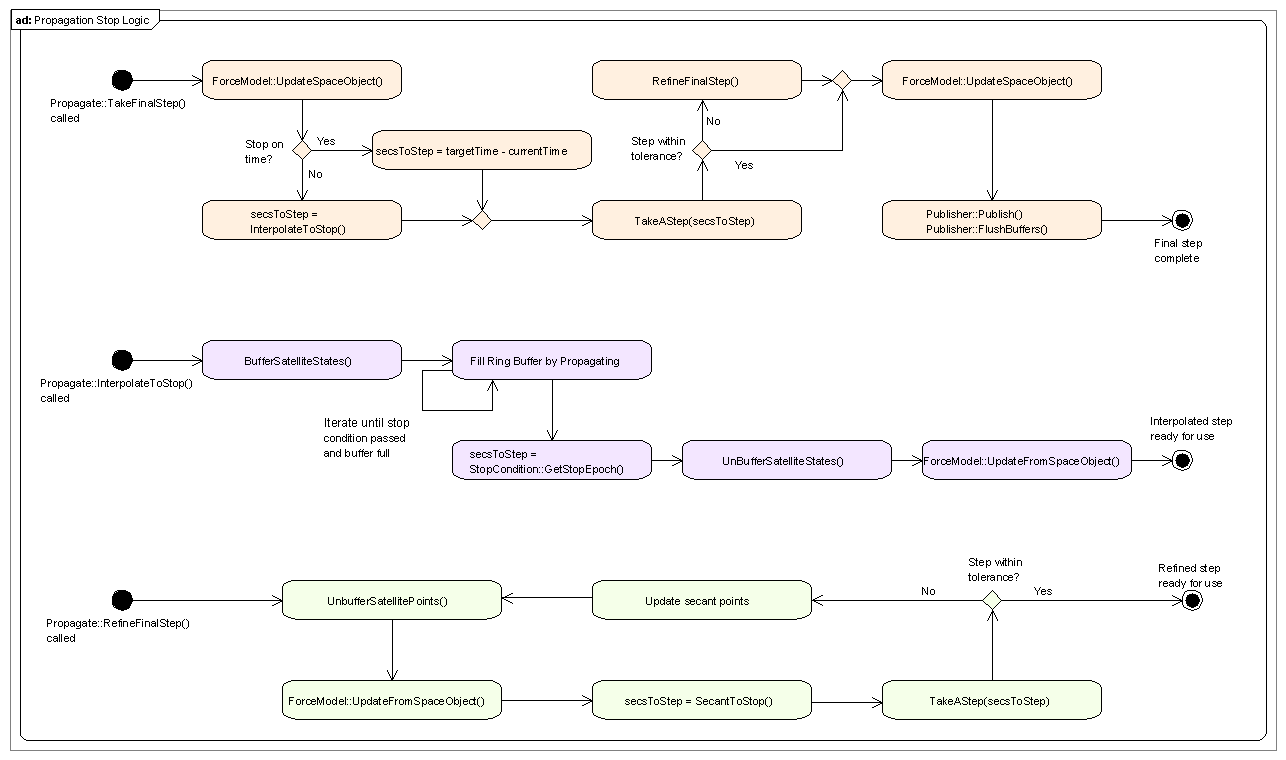 ad: Propagation Stop Logic
Propagate::TakeFinalStep()
called
ForceModel::UpdateSpaceObject()
Stop on
time?
Yes
No
secsToStep = targetTime - currentTime
secsToStep =
InterpolateToStop()
TakeAStep(secsToStep)
Step within
tolerance?
No
Yes
RefineFinalStep()
ForceModel::UpdateSpaceObject()
Publisher::Publish()
Publisher::FlushBuffers()
Final step
complete
Propagate::InterpolateToStop()
called
BufferSatelliteStates()
Fill Ring Buffer by Propagating
Iterate until stop
condition passed
and buffer full
secsToStep =
StopCondition::GetStopEpoch()
UnBufferSatelliteStates()
ForceModel::UpdateFromSpaceObject()
Interpolated step
ready for use
Propagate::RefineFinalStep()
called
UnbufferSatellitePoints()
Update secant points
No
Step within
tolerance?
Yes
Refined step
ready for use
ForceModel::UpdateFromSpaceObject()
secsToStep = SecantToStop()
TakeAStep(secsToStep)